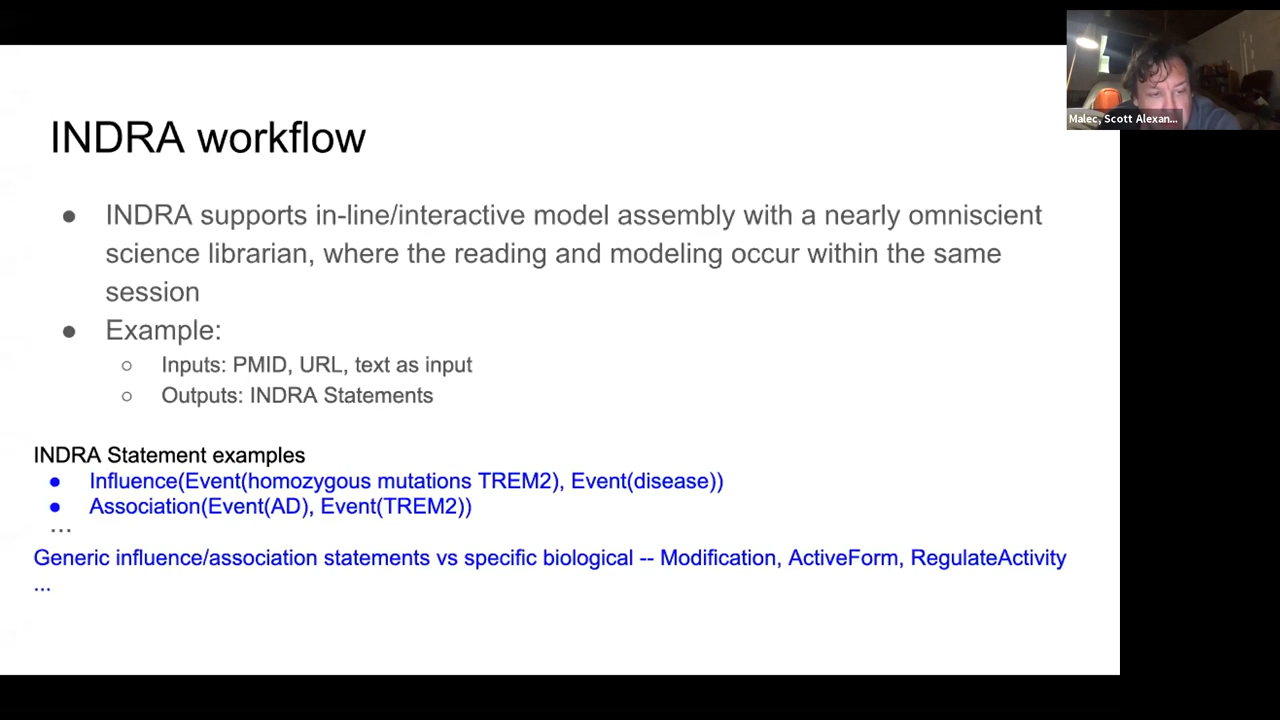 INDRA workflow
● INDRA supports in-line/interactive model assembly with a nearly omniscient
science librarian, where the reading and modeling occur within the same
session
● Example:
○ Inputs: PMID, URL, text as input
○ Outputs: INDRA Statements
INDRA Statement examples
● Influence(Event(homozygous mutations TREM2), Event(disease))
● Association(Event(AD), Event(TREM2))
...
Generic influence/association statements vs specific biological -- Modification, ActiveForm, RegulateActivity
...
Malec, Scott Alexan...